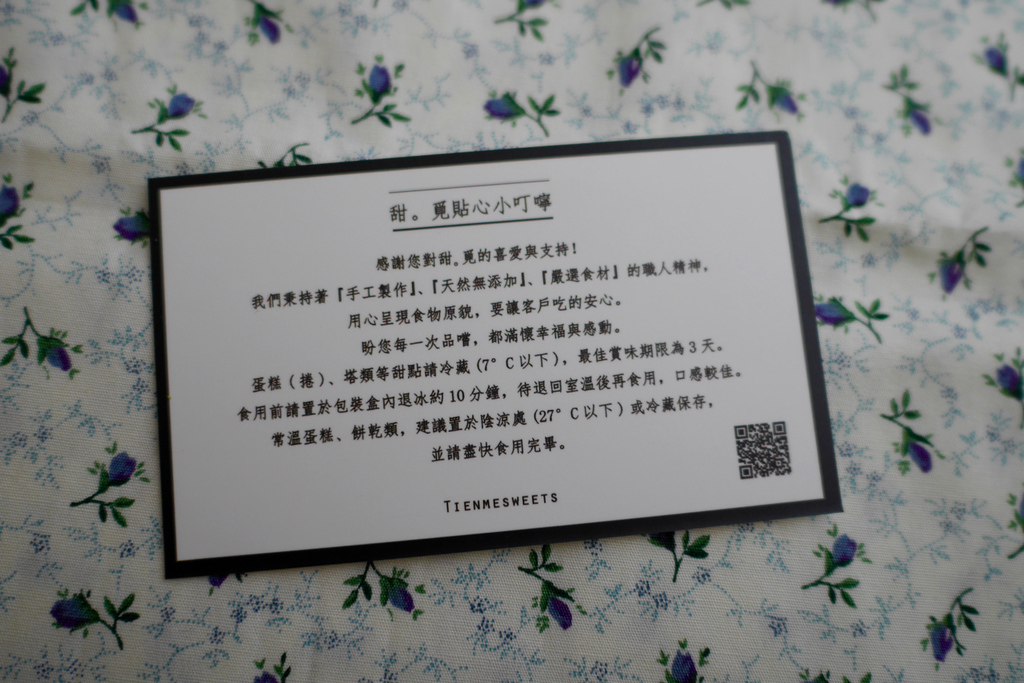 甜。覓貼心小叮嚀
感謝您對甜。覓的喜愛與支持！
我們秉持著『手工製作』、『天然無添加』、『嚴選食材』的職人精神，
用心呈現食物原貌，要讓客戶吃的安心。
盼您每一次品嚐，都滿懷幸福與感動。
蛋糕（捲）、塔類等甜點請冷藏(7°C以下)，最佳賞味期限為3天。
食用前請置於包裝盒內退冰約10分鐘，待退回室溫後再食用，口感較佳。
常溫蛋糕、餅乾類，建議置於陰涼處(27°C以下)或冷藏保存，
並請盡快食用完畢。
TIENMESWEETS